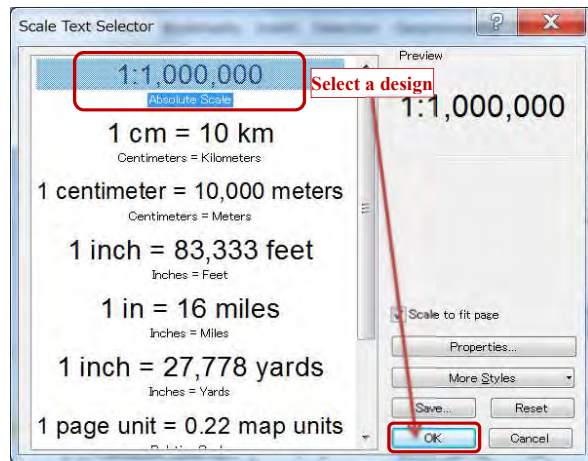 Scale Text Selector
1:1,000,000
Absolute Scale
1 cm = 10 km
Centimeters = Kilometers
1 centimeter = 10,000 meters
Centimeters = Meters
1 inch = 83,333 feet
Inches = Feet
1 in = 16 miles
Inches = Miles
1 inch = 27,778 yards
Inches = Yards
1 page unit = 0.22 map units
Select a design
Preview
1:1,000,000
Scale to fit page
Properties...
More Styles
Save...
Reset
OK
Cancel